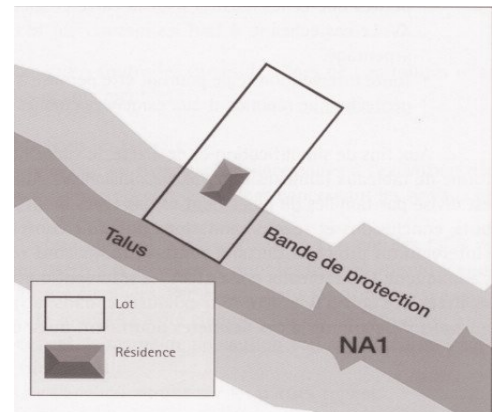 Talus
Bande de protection
NA1
Lot
Résidence